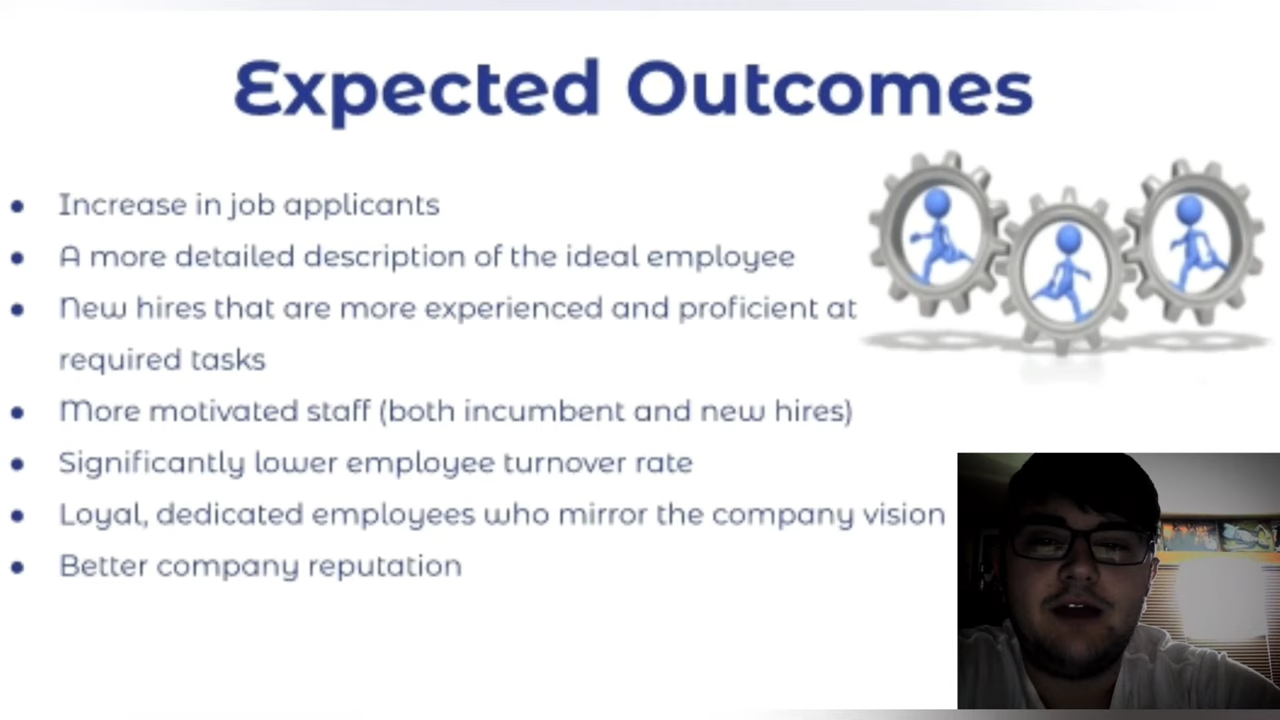 Expected Outcomes
Increase in job applicants
A more detailed description of the ideal employee
New hires that are more experienced and proficient at
required tasks
More motivated staff (both incumbent and new hires)
Significantly lower employee turnover rate
Loyal, dedicated employees who mirror the company vision
Better company reputation